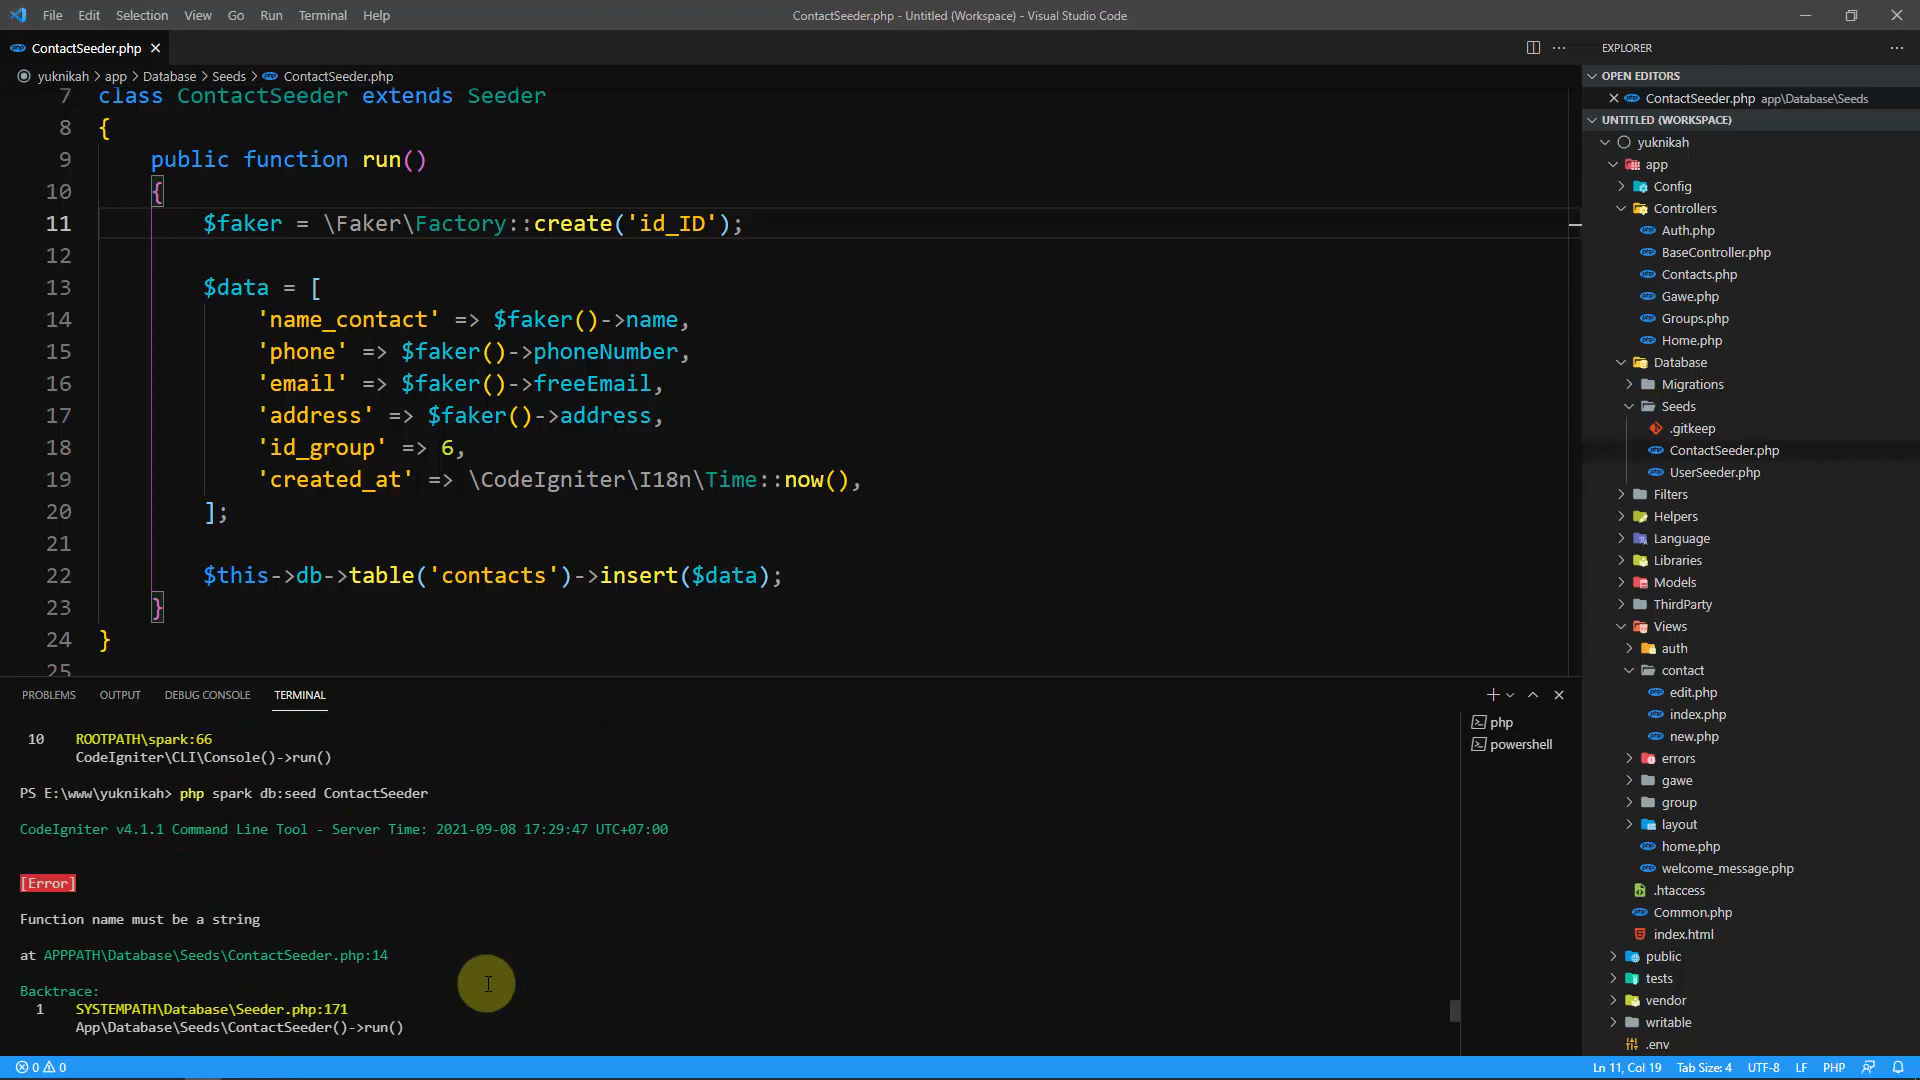 File Edit Selection View Go Run Terminal Help
ContactSeeder.php - Untitled (Workspace) - Visual Studio Code
ContactSeeder.php
yuknikah > app > Database > Seeds > ContactSeeder.php
7 class ContactSeeder extends Seeder
8 {
9 public function run()
10 {
11 $faker = \Faker\Factory::create('id_ID');
12
13 $data = [
14 'name_contact' => $faker()->name,
15 'phone' => $faker()->phoneNumber,
16 'email' => $faker()->freeEmail,
17 'address' => $faker()->address,
18 'id_group' => 6,
19 'created_at' => \CodeIgniter\I18n\Time::now(),
20 ];
21
22 $this->db->table('contacts')->insert($data);
23 }
24 }
25
PROBLEMS OUTPUT DEBUG CONSOLE TERMINAL
10 ROOTPATH\spark:66
CodeIgniter\CLI\Console()->run()
PS E:\www\yuknikah> php spark db:seed ContactSeeder
CodeIgniter v4.1.1 Command Line Tool - Server Time: 2021-09-08 17:29:47 UTC+07:00
[Error]
Function name must be a string
at APPPATH\Database\Seeds\ContactSeeder.php:14
Backtrace:
1 SYSTEMPATH\Database\Seeder.php:171
App\Database\Seeds\ContactSeeder()->run()
php
powershell
EXPLORER
OPEN EDITORS
ContactSeeder.php app\Database\Seeds
UNTITLED (WORKSPACE)
yuknikah
app
Config
Controllers
Auth.php
BaseController.php
Contacts.php
Gawe.php
Groups.php
Home.php
Database
Migrations
Seeds
.gitkeep
ContactSeeder.php
UserSeeder.php
Filters
Helpers
Language
Libraries
Models
ThirdParty
Views
auth
contact
edit.php
index.php
new.php
errors
gawe
group
layout
home.php
welcome_message.php
.htaccess
Common.php
index.html
public
tests
vendor
writable
.env
0 0
Ln 11, Col 19 Tab Size: 4 UTF-8 LF PHP